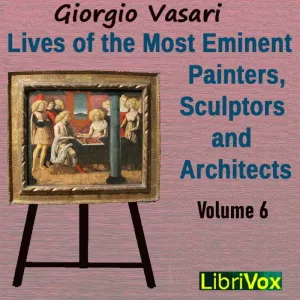 Giorgio Vasari
Lives of the Most Eminent
Painters,
Sculptors
and
Architects
Volume 6
LibriVox